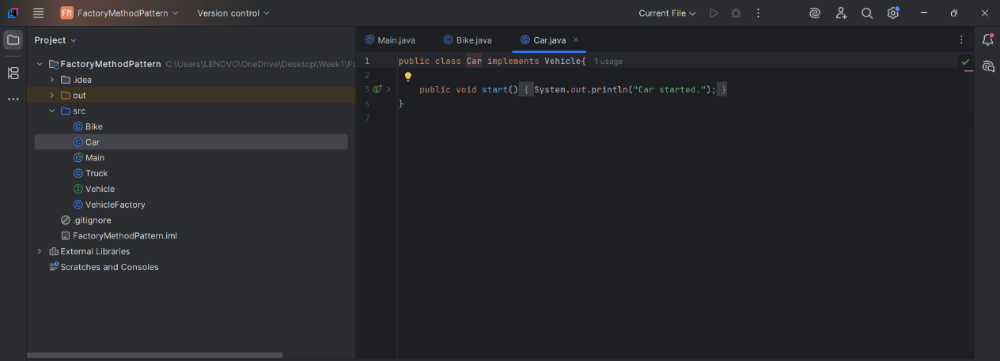 FM FactoryMethodPattern Version control Current File
Project
Main.java Bike.java Car.java
FactoryMethodPattern C:\Users\LENOVO\OneDrive\Desktop\Week1\Fa
.idea
out
src
Bike
Car
Main
Truck
Vehicle
VehicleFactory
.gitignore
FactoryMethodPattern.iml
External Libraries
Scratches and Consoles
1 public class Car implements Vehicle{ 1 usage
2
3 public void start() { System.out.println("Car started."); }
6 }
7